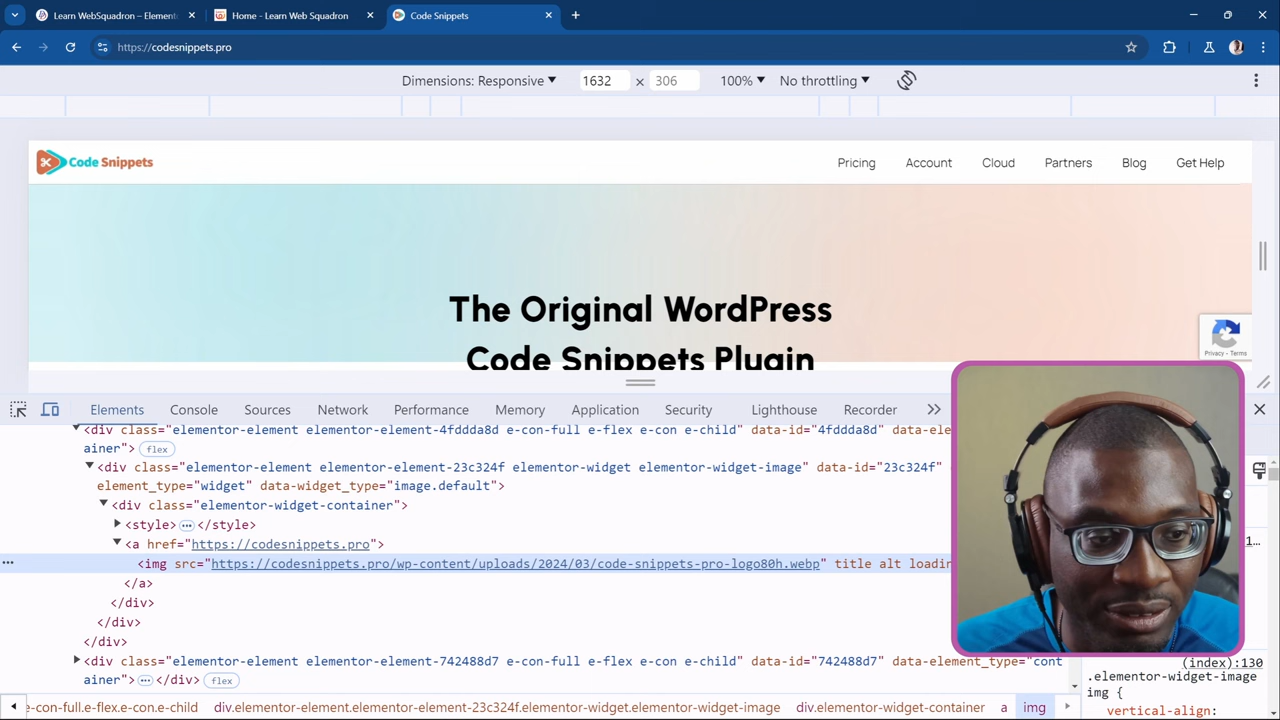 Learn WebSquadron – Element
Home - Learn Web Squadron
Code Snippets
https://codesnippets.pro
Dimensions: Responsive
1632 × 306
100%
No throttling
Code Snippets
Pricing
Account
Cloud
Partners
Blog
Get Help
The Original WordPress
Code Snippets Plugin
Privacy - Terms
Elements
Console
Sources
Network
Performance
Memory
Application
Security
Lighthouse
Recorder
<div class="elementor-element elementor-element-4fddda8d e-con-full e-flex e-con e-child" data-id="4fddda8d" data-ele
ainer"> flex
<div class="elementor-element elementor-element-23c324f elementor-widget elementor-widget-image" data-id="23c324f"
element_type="widget" data-widget_type="image.default">
<div class="elementor-widget-container">
<style> ... </style>
<a href="https://codesnippets.pro">
<img src="https://codesnippets.pro/wp-content/uploads/2024/03/code-snippets-pro-logo80h.webp" title alt loadin
</a>
</div>
</div>
</div>
<div class="elementor-element elementor-element-742488d7 e-con-full e-flex e-con e-child" data-id="742488d7" data-element_type="cont
ainer"> ... </div> flex
1...
(index):130
.elementor-widget-image
img {
vertical-align:
e-con-full.e-flex.e-con.e-child
div.elementor-element.elementor-element-23c324f.elementor-widget.elementor-widget-image
div.elementor-widget-container
a
img